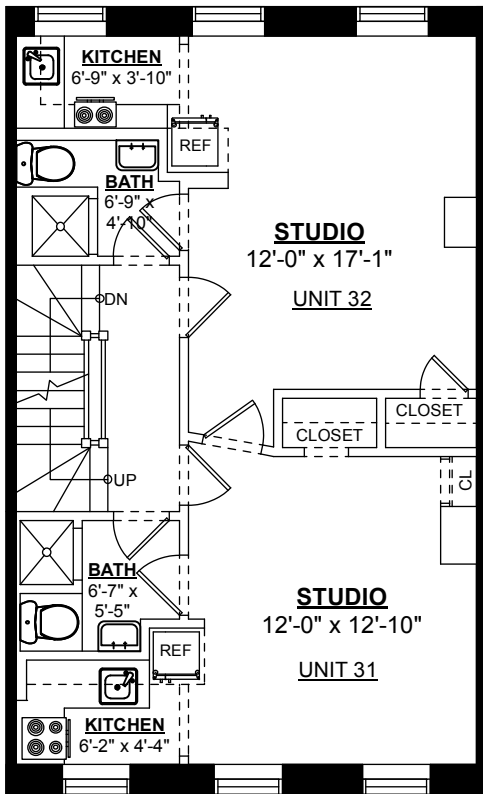 KITCHEN
6'-9" x 3'-10"
REF
BATH
6'-9" x
4'-10"
STUDIO
12'-0" x 17'-1"
UNIT 32
DN
CLOSET
CLOSET
CL
UP
BATH
6'-7" x
5'-5"
STUDIO
12'-0" x 12'-10"
UNIT 31
REF
KITCHEN
6'-2" x 4'-4"